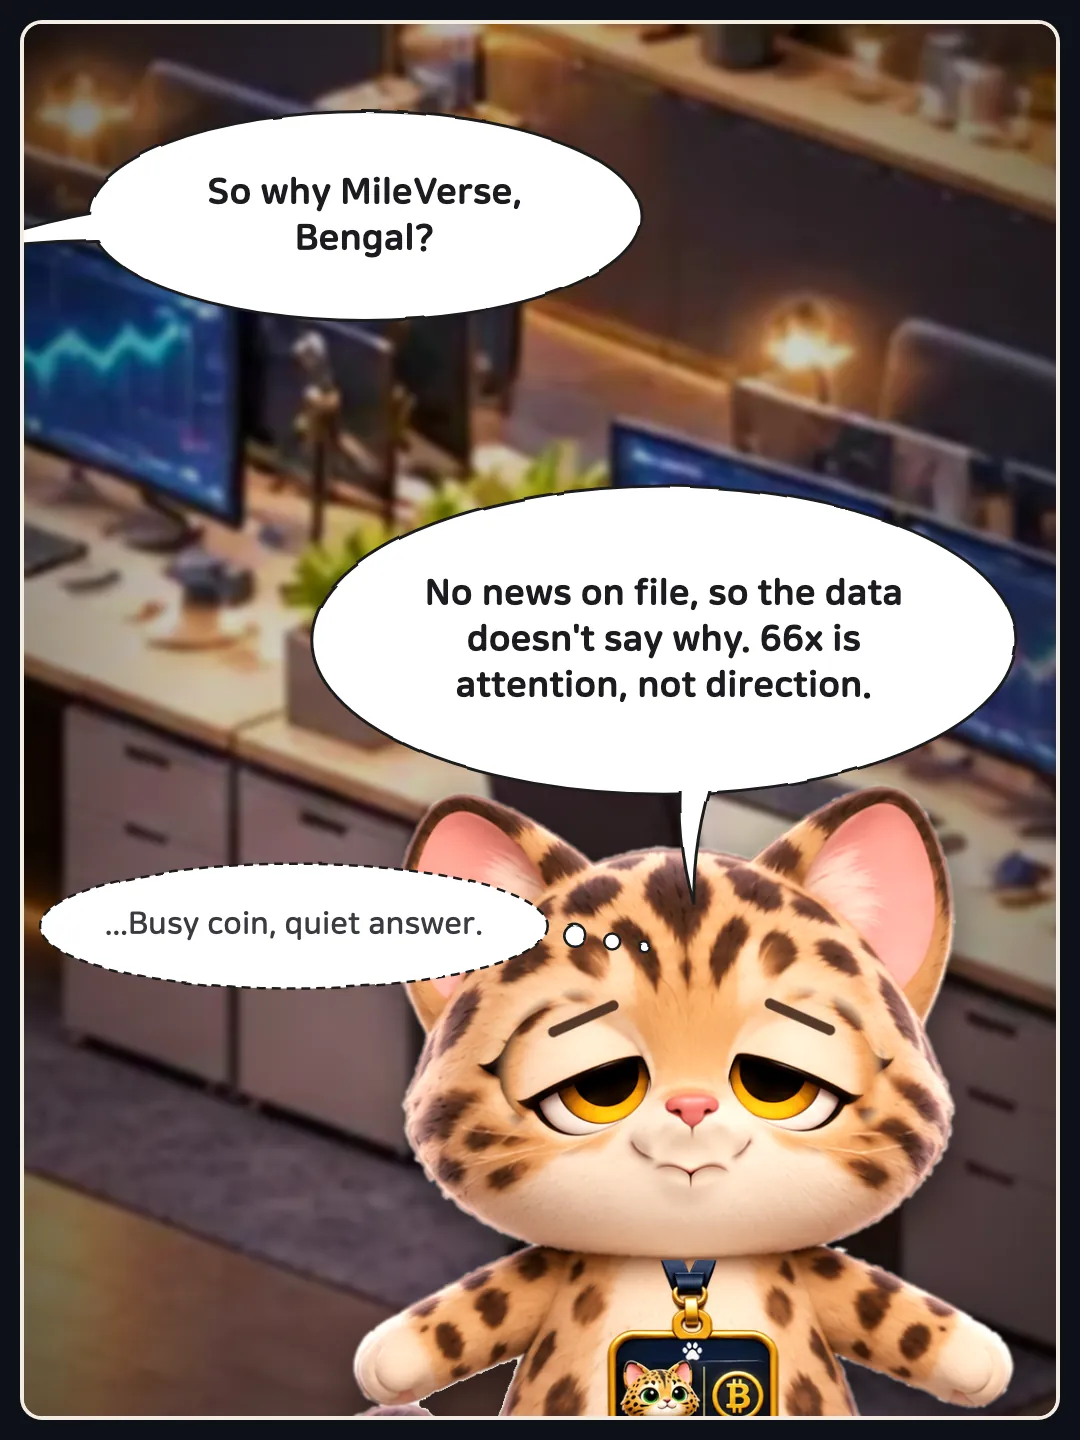 So why MileVerse,
Bengal?
No news on file, so the data
doesn't say why. 66x is
attention, not direction.
...Busy coin, quiet answer.